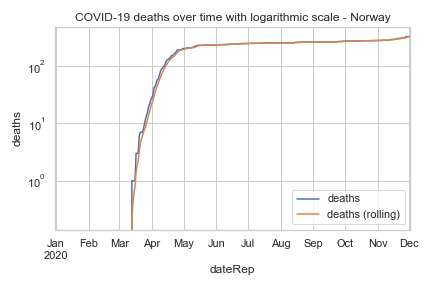 COVID-19 deaths over time with logarithmic scale - Norway
deaths
10²
10¹
10⁰
deaths
deaths (rolling)
Jan Feb Mar Apr May Jun Jul Aug Sep Oct Nov Dec
2020
dateRep